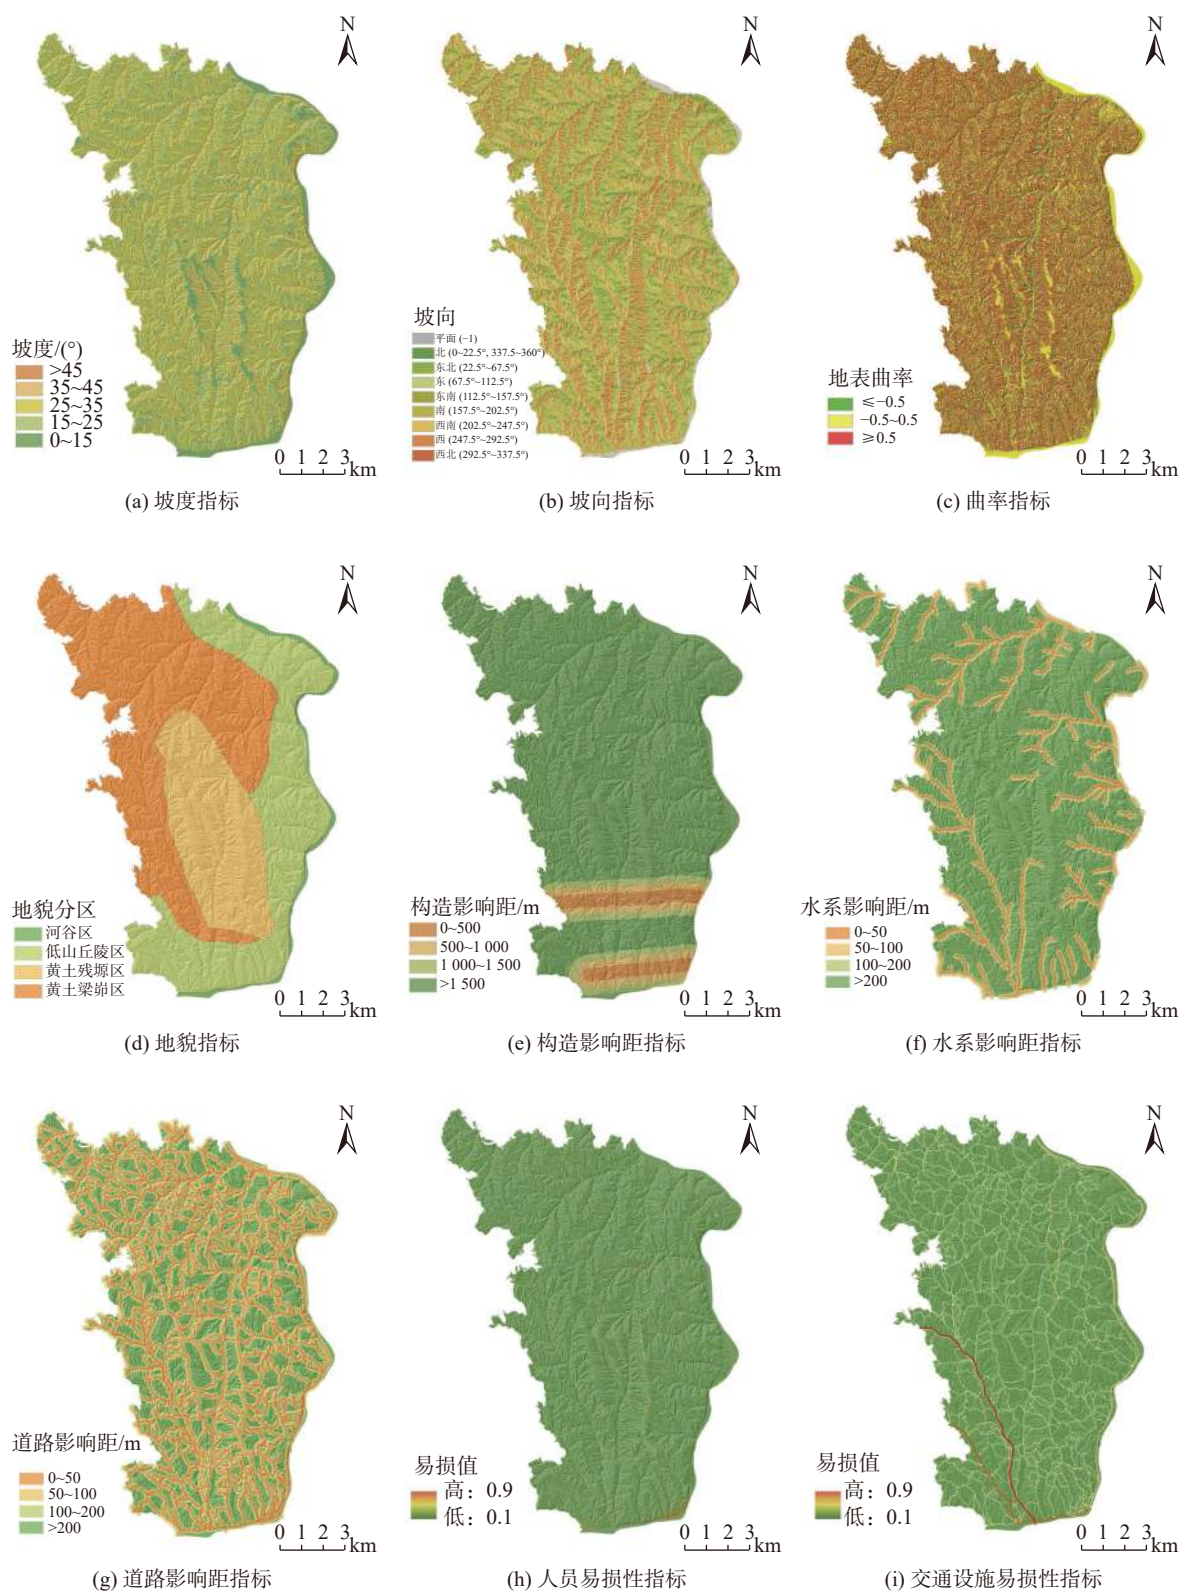 N
坡度/(°)
>45
35~45
25~35
15~25
0~15
0 1 2 3
km
(a) 坡度指标
N
坡向
平面 (−1)
北 (0~22.5°, 337.5~360°)
东北 (22.5°~67.5°)
东 (67.5°~112.5°)
东南 (112.5°~157.5°)
南 (157.5°~202.5°)
西南 (202.5°~247.5°)
西 (247.5°~292.5°)
西北 (292.5°~337.5°)
0 1 2 3
km
(b) 坡向指标
N
地表曲率
≤−0.5
−0.5~0.5
≥0.5
0 1 2 3
km
(c) 曲率指标
N
地貌分区
河谷区
低山丘陵区
黄土残塬区
黄土梁峁区
0 1 2 3
km
(d) 地貌指标
N
构造影响距/m
0~500
500~1 000
1 000~1 500
>1 500
0 1 2 3
km
(e) 构造影响距指标
N
水系影响距/m
0~50
50~100
100~200
>200
0 1 2 3
km
(f) 水系影响距指标
N
道路影响距/m
0~50
50~100
100~200
>200
0 1 2 3
km
(g) 道路影响距指标
N
易损值
高：0.9
低：0.1
0 1 2 3
km
(h) 人员易损性指标
N
易损值
高：0.9
低：0.1
0 1 2 3
km
(i) 交通设施易损性指标